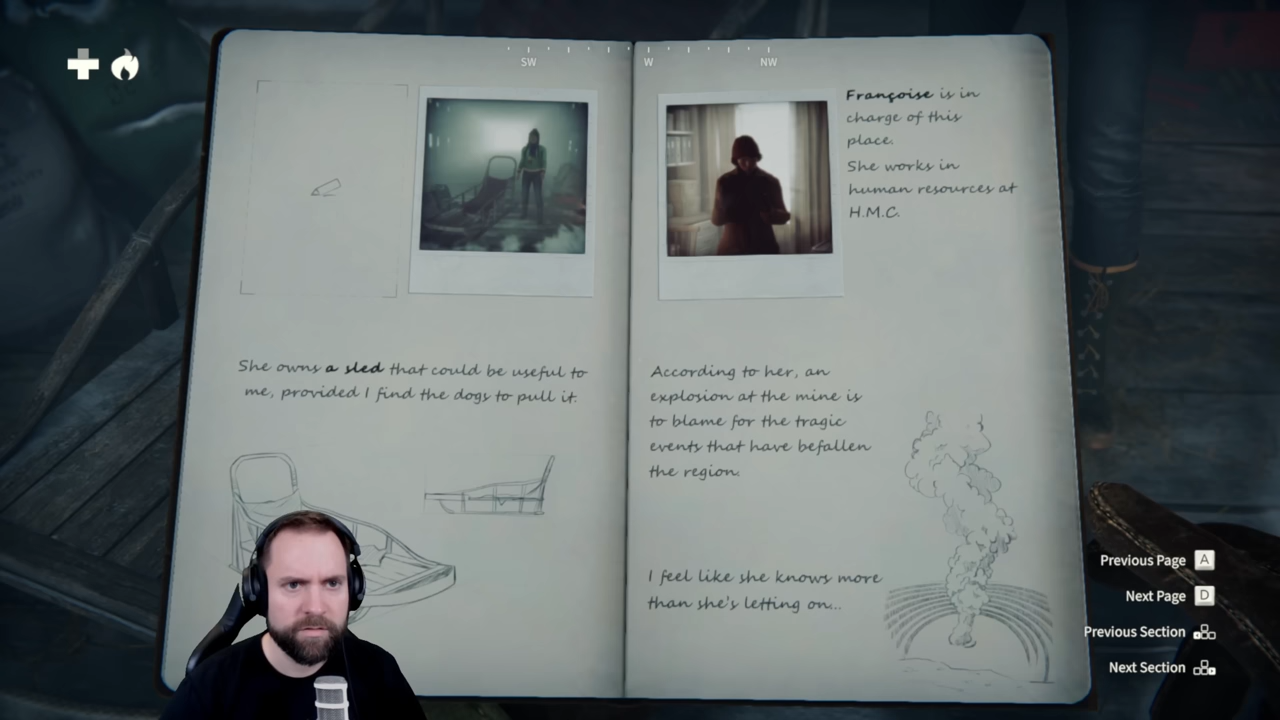 SW
W
NW
Françoise is in
charge of this
place.
She works in
human resources at
H.M.C.
She owns a sled that could be useful to
me, provided I find the dogs to pull it.
According to her, an
explosion at the mine is
to blame for the tragic
events that have befallen
the region.
I feel like she knows more
than she's letting on...
Previous Page A
Next Page D
Previous Section
Next Section